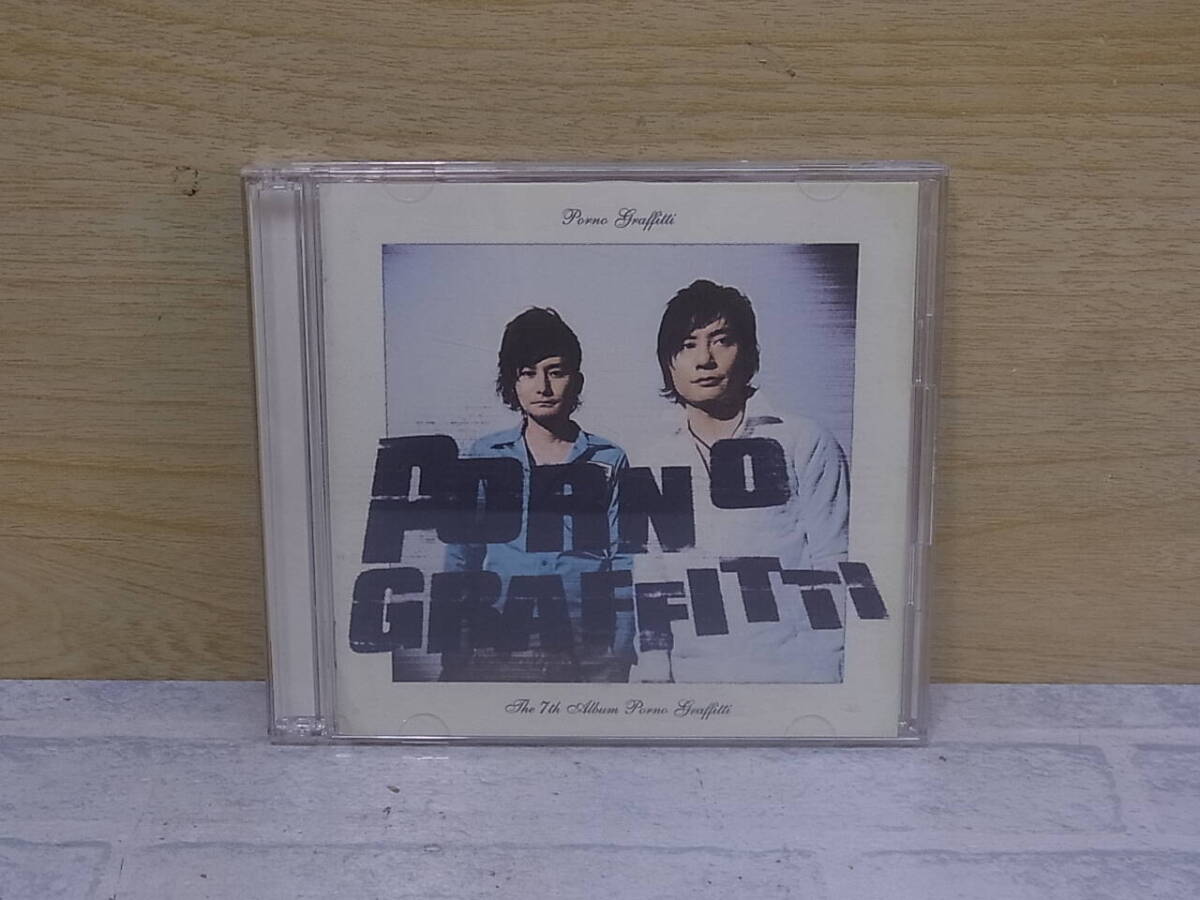 Porno Graffitti
PORNO
GRAFFITTI
The 7th Album Porno Graffitti